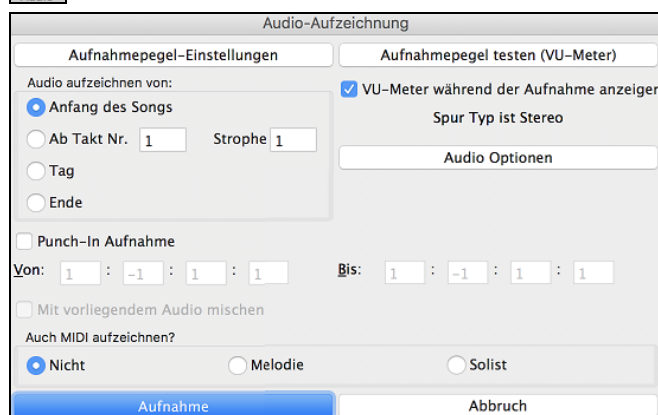 Audio-Aufzeichnung
Aufnahmepegel-Einstellungen Aufnahmepegel testen (VU-Meter)
Audio aufzeichnen von:
VU-Meter während der Aufnahme anzeigen
Anfang des Songs
Spur Typ ist Stereo
Ab Takt Nr. 1 Strophe 1
Audio Optionen
Tag
Ende
Punch-In Aufnahme
Von: 1 : -1 : 1 : 1 Bis: 1 : -1 : 1 : 1
Mit vorliegendem Audio mischen
Auch MIDI aufzeichnen?
Nicht Melodie Solist
Aufnahme Abbruch